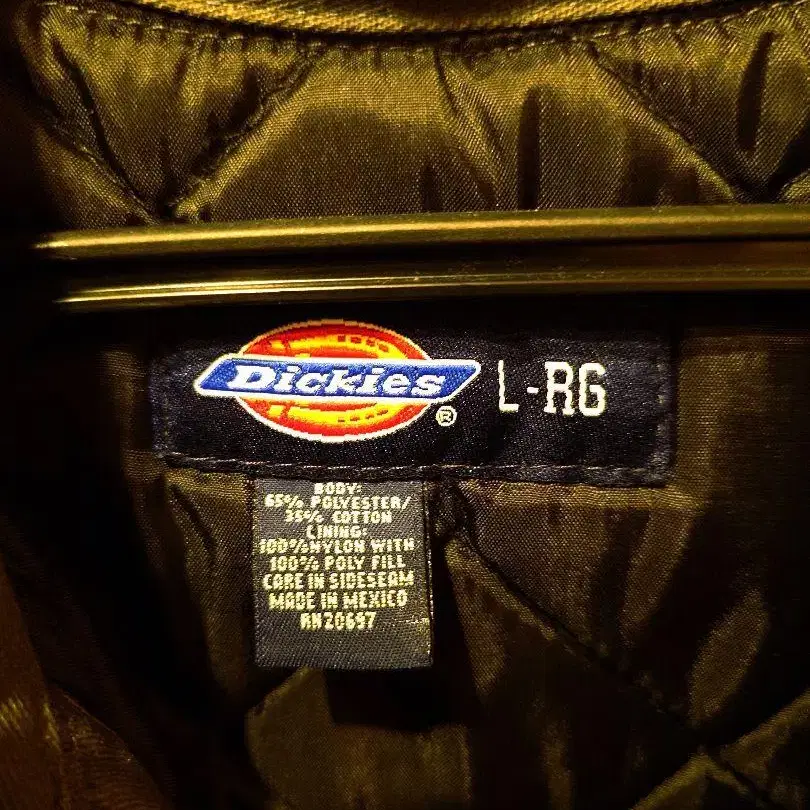 Dickies ® L-RG
BODY:
65% POLYESTER/
35% COTTON
LINING:
100%NYLON WITH
100% POLY FILL
CARE IN SIDESEAM
MADE IN MEXICO
RN20697